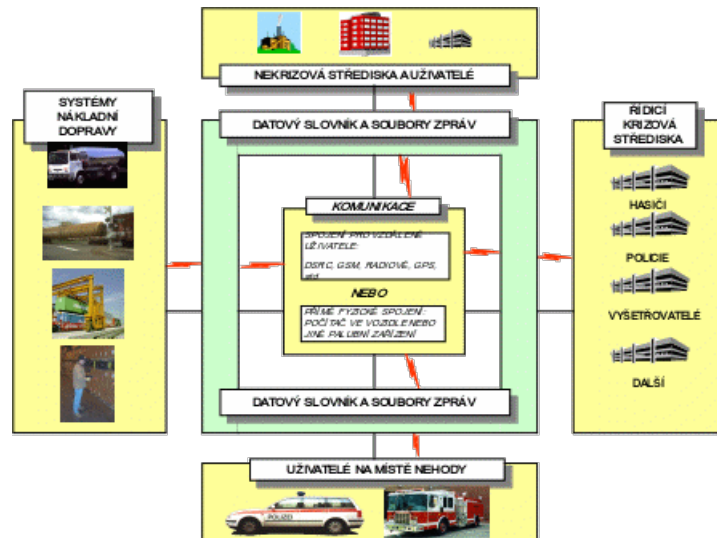 NEKRIZOVÁ STŘEDISKA A UŽIVATELÉ
SYSTÉMY
NÁKLADNÍ
DOPRAVY
DATOVÝ SLOVNÍK A SOUBORY ZPRÁV
ŘÍDICÍ
KRIZOVÁ
STŘEDISKA
HASIČI
POLICIE
VYŠETŘOVATELÉ
DALŠÍ
KOMUNIKACE
SPOJENÍ PRO VZDÁLENÉ
UŽIVATELE:
DSRC, GSM, RADIOVÉ, GPS,
atd.
NEBO
PŘÍMÉ FYZICKÉ SPOJENÍ:
POČÍTAČ VE VOZIDLE NEBO
JINÉ PALUBNÍ ZAŘÍZENÍ
DATOVÝ SLOVNÍK A SOUBORY ZPRÁV
UŽIVATELÉ NA MÍSTĚ NEHODY
POLIZEI